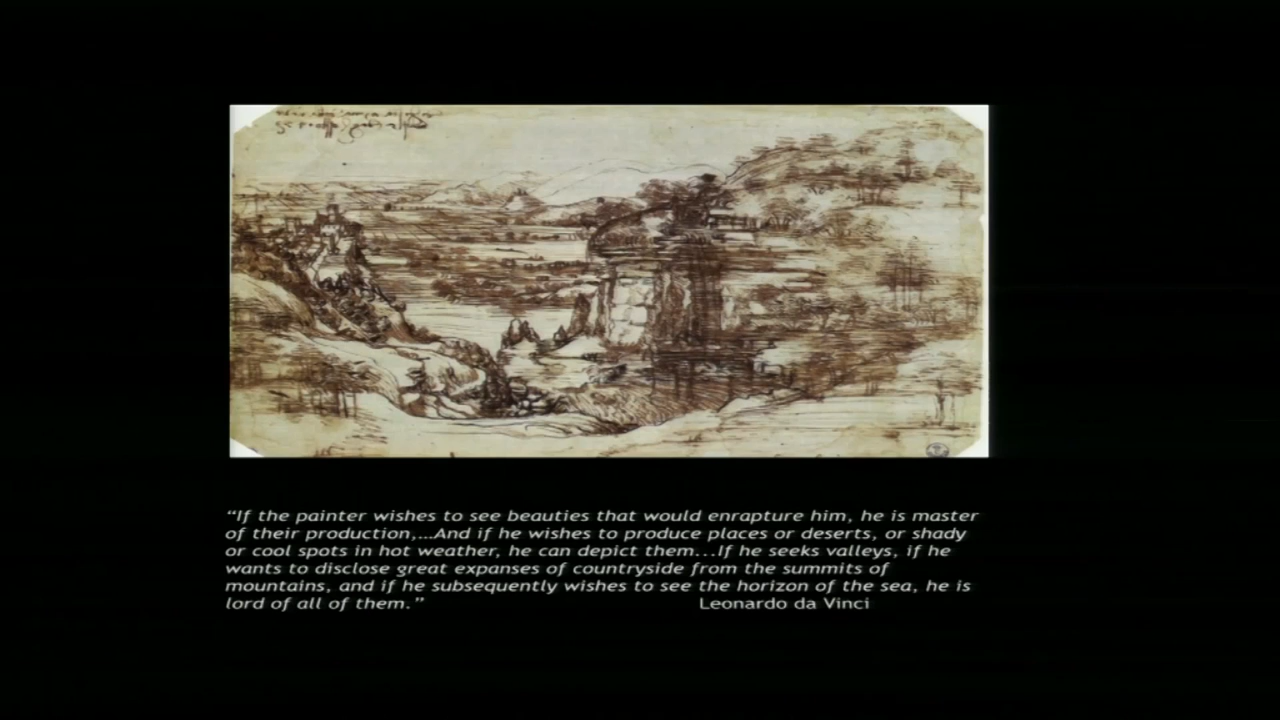 “If the painter wishes to see beauties that would enrapture him, he is master
of their production,...And if he wishes to produce places or deserts, or shady
or cool spots in hot weather, he can depict them...If he seeks valleys, if he
wants to disclose great expanses of countryside from the summits of
mountains, and if he subsequently wishes to see the horizon of the sea, he is
lord of all of them.” Leonardo da Vinci